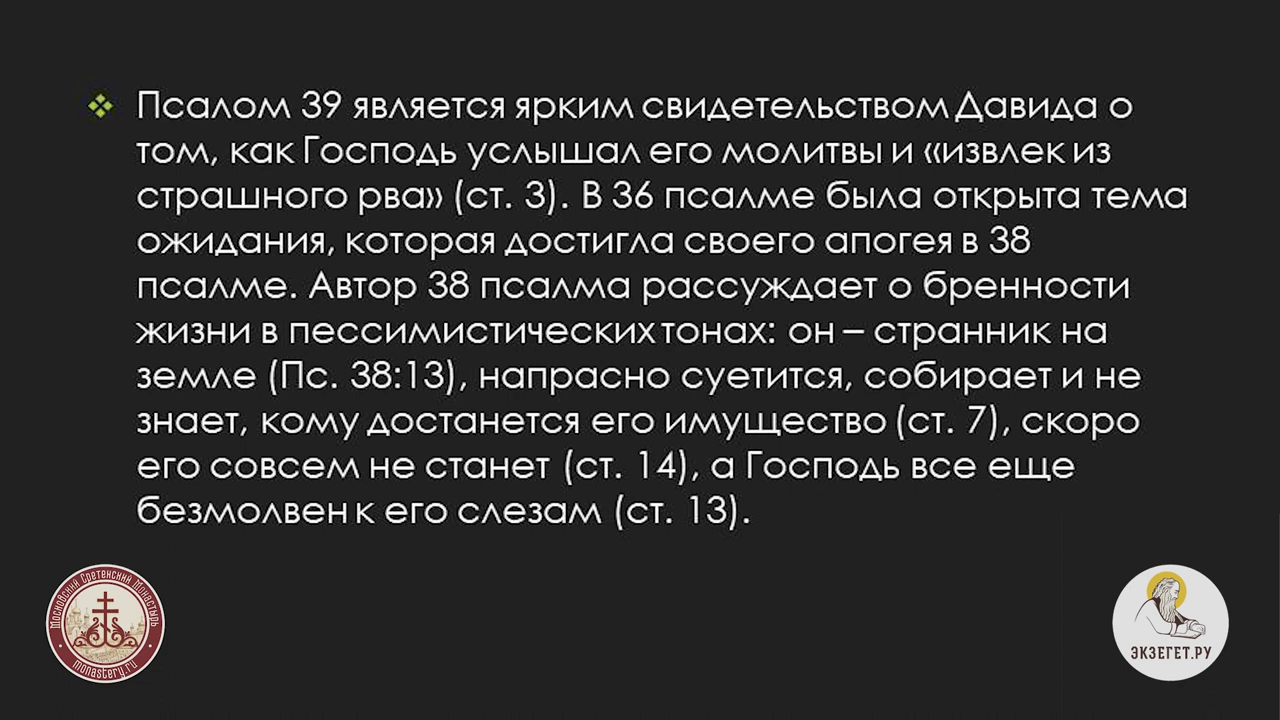 Псалом 39 является ярким свидетельством Давида о
том, как Господь услышал его молитвы и «извлек из
страшного рва» (ст. 3). В 36 псалме была открыта тема
ожидания, которая достигла своего апогея в 38
псалме. Автор 38 псалма рассуждает о бренности
жизни в пессимистических тонах: он – странник на
земле (Пс. 38:13), напрасно суетится, собирает и не
знает, кому достанется его имущество (ст. 7), скоро
его совсем не станет (ст. 14), а Господь все еще
безмолвен к его слезам (ст. 13).
Московский Сретенский Монастырь
monastery.ru
ЭКЗЕГЕТ.РУ